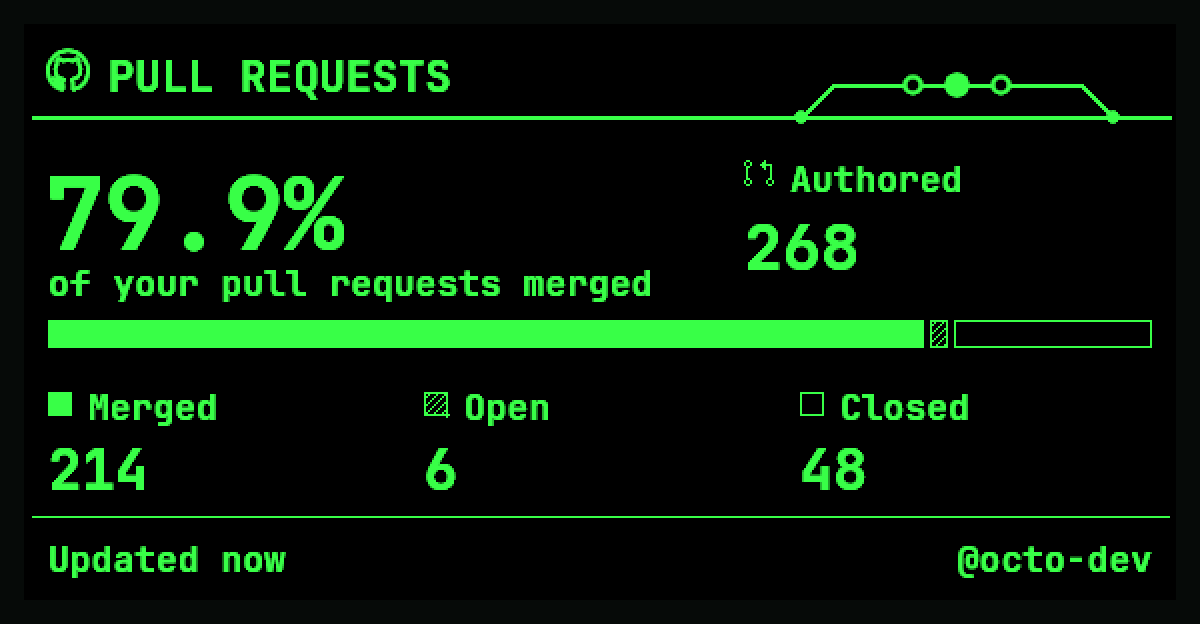 PULL REQUESTS
79.9%
of your pull requests merged
Authored
268
Merged
214
Open
6
Closed
48
Updated now
@octo-dev